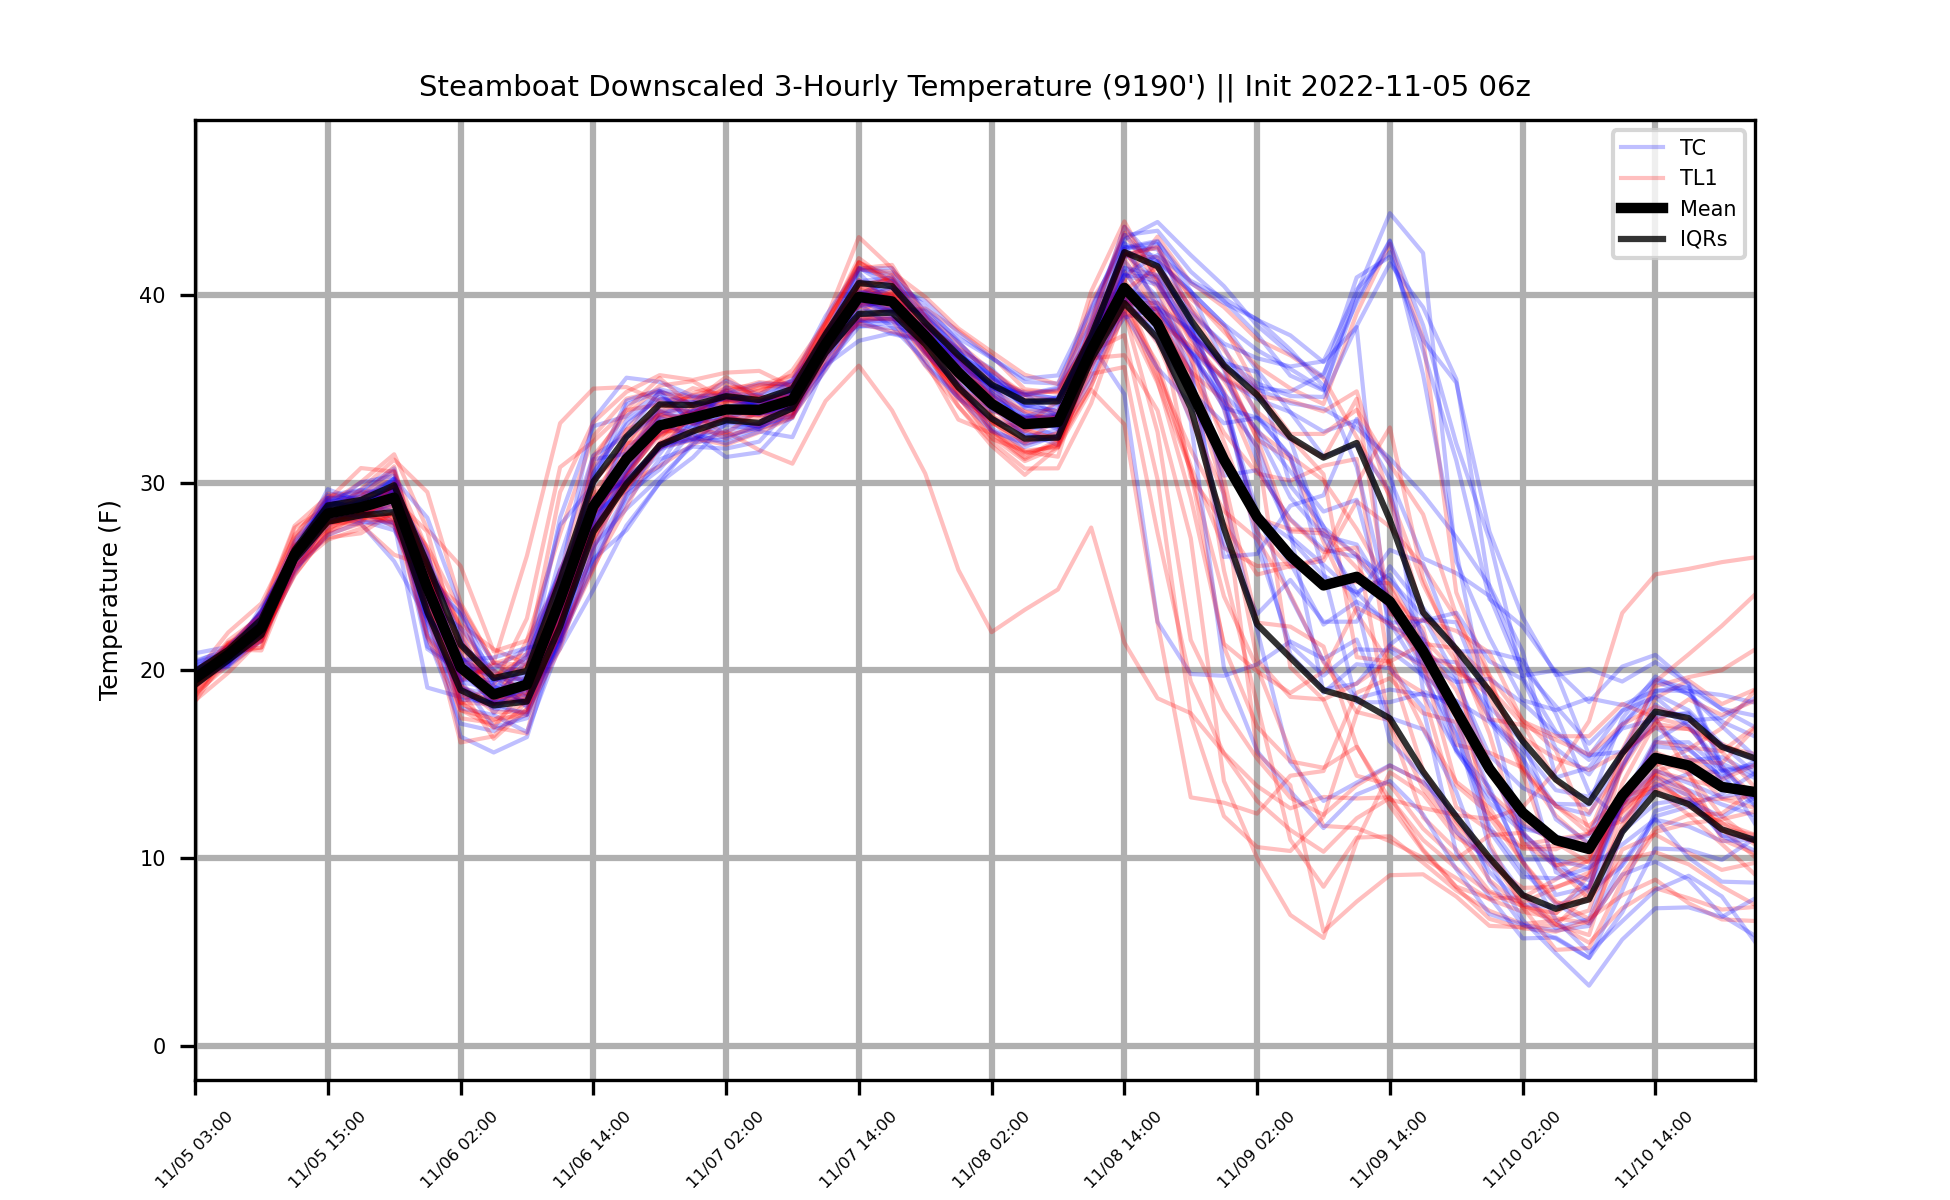 Steamboat Downscaled 3-Hourly Temperature (9190') || Init 2022-11-05 06z
TC
TL1
Mean
IQRs
Temperature (F)
40
30
20
10
0
11/05 03:00
11/05 15:00
11/06 02:00
11/06 14:00
11/07 02:00
11/07 14:00
11/08 02:00
11/08 14:00
11/09 02:00
11/09 14:00
11/10 02:00
11/10 14:00